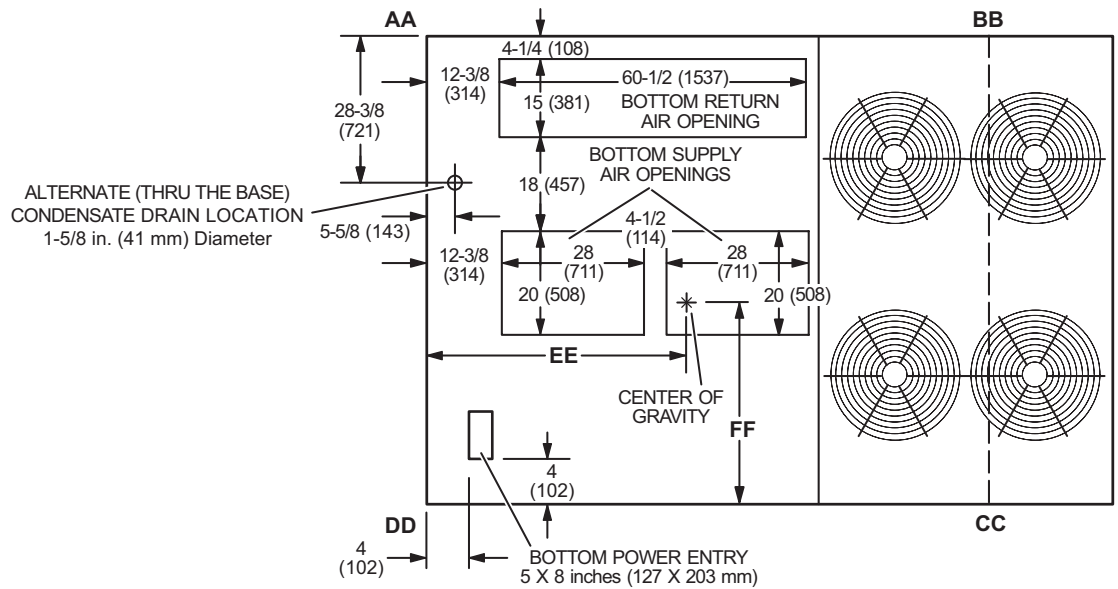 AA
BB
4-1/4 (108)
12-3/8
(314)
60-1/2 (1537)
28-3/8
(721)
15 (381)
BOTTOM RETURN
AIR OPENING
BOTTOM SUPPLY
AIR OPENINGS
ALTERNATE (THRU THE BASE)
CONDENSATE DRAIN LOCATION
1-5/8 in. (41 mm) Diameter
18 (457)
5-5/8 (143)
4-1/2
(114)
12-3/8
(314)
28
(711)
28
(711)
20 (508)
20 (508)
EE
CENTER OF
GRAVITY
FF
4
(102)
DD
CC
4
(102)
BOTTOM POWER ENTRY
5 X 8 inches (127 X 203 mm)